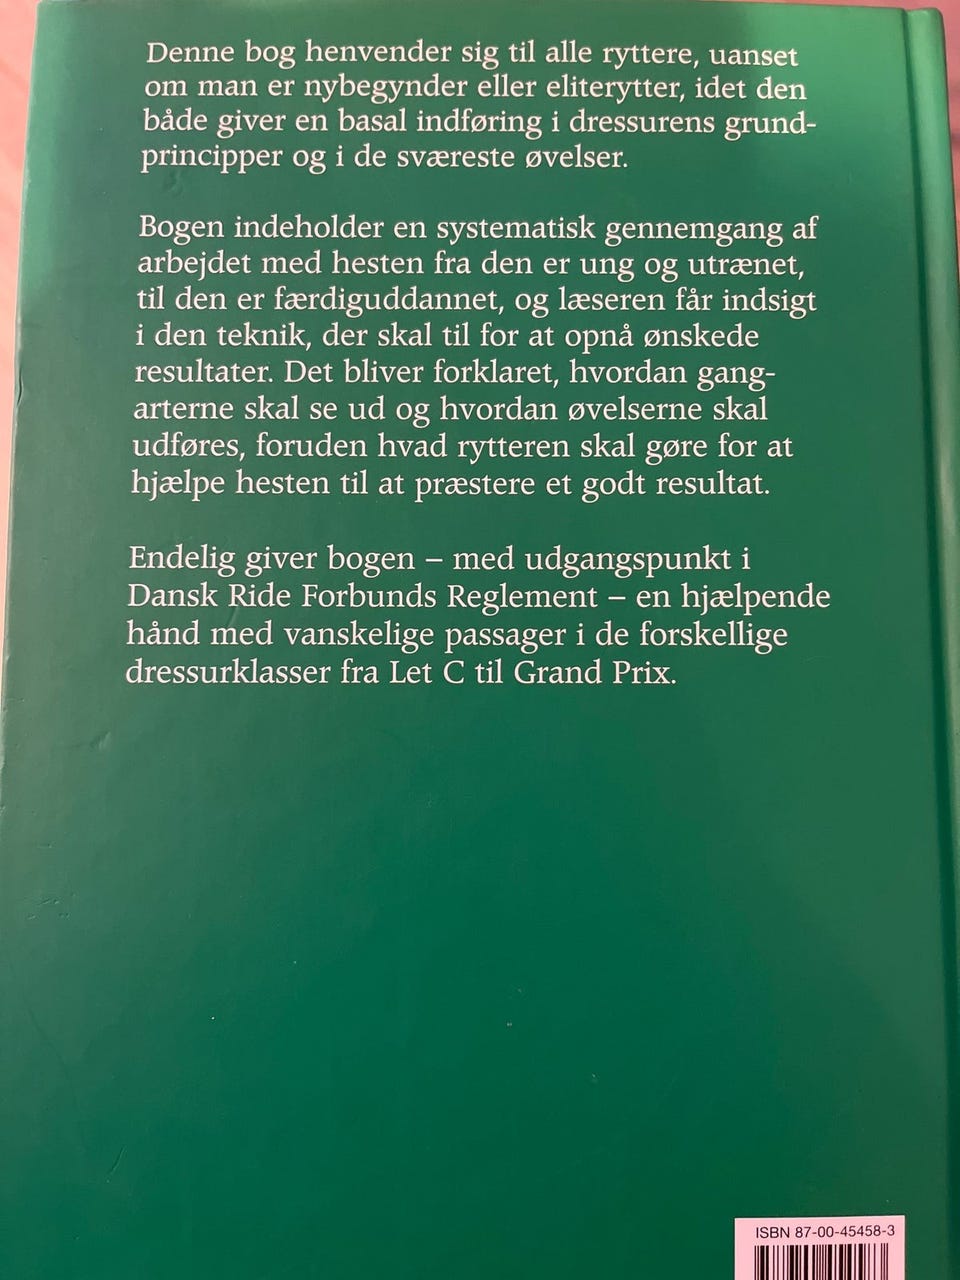 Denne bog henvender sig til alle ryttere, uanset
om man er nybegynder eller eliterytter, idet den
både giver en basal indføring i dressurens grund-
principper og i de sværeste øvelser.
Bogen indeholder en systematisk gennemgang af
arbejdet med hesten fra den er ung og utrænet,
til den er færdiguddannet, og læseren får indsigt
i den teknik, der skal til for at opnå ønskede
resultater. Det bliver forklaret, hvordan gang-
arterne skal se ud og hvordan øvelserne skal
udføres, foruden hvad rytteren skal gøre for at
hjælpe hesten til at præstere et godt resultat.
Endelig giver bogen – med udgangspunkt i
Dansk Ride Forbunds Reglement – en hjælpende
hånd med vanskelige passager i de forskellige
dressurklasser fra Let C til Grand Prix.
ISBN 87-00-45458-3